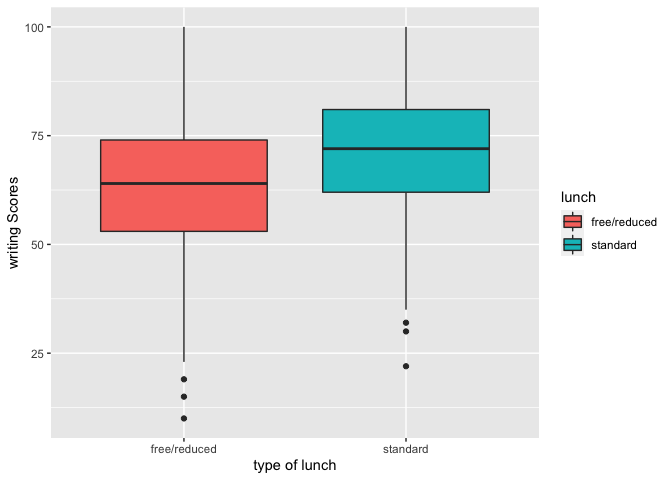 100
75
50
25
writing Scores
free/reduced
standard
type of lunch
lunch
free/reduced
standard